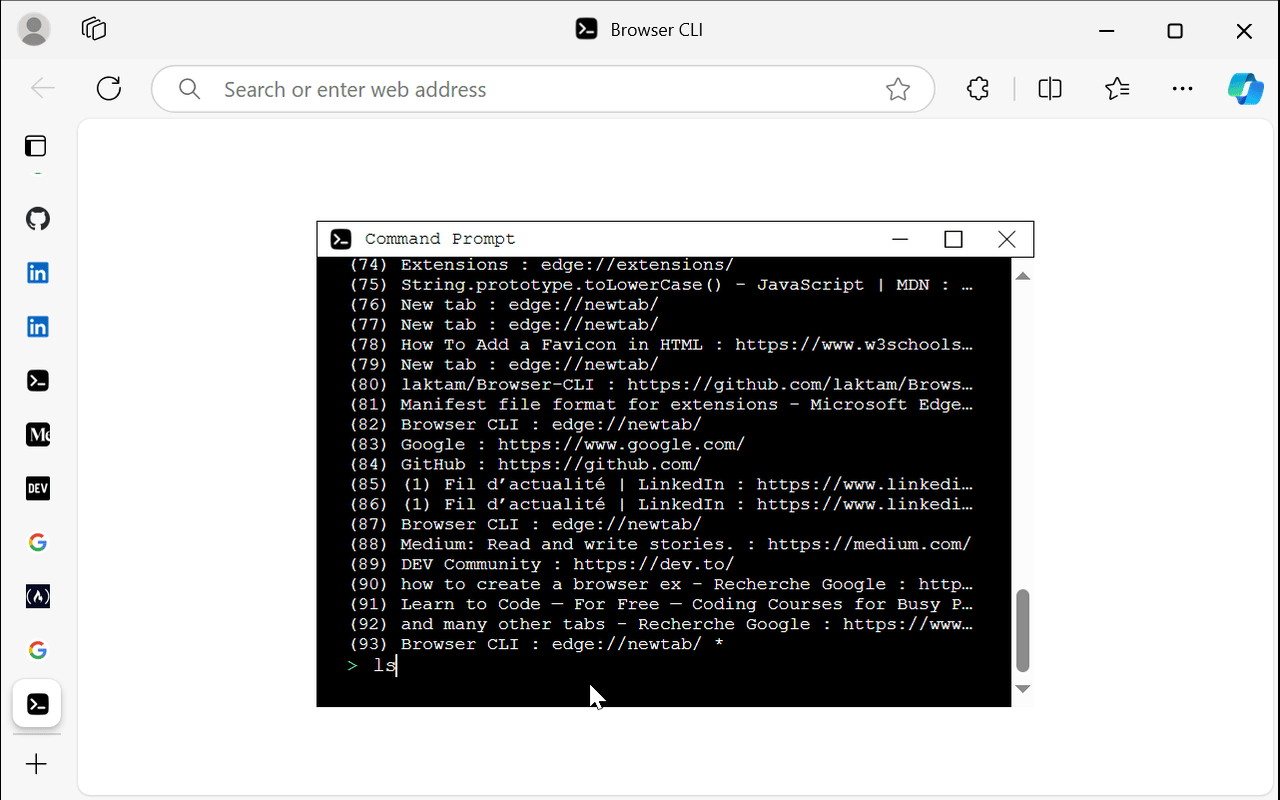 Browser CLI
Search or enter web address
Command Prompt
(74) Extensions : edge://extensions/
(75) String.prototype.toLowerCase() - JavaScript | MDN : …
(76) New tab : edge://newtab/
(77) New tab : edge://newtab/
(78) How To Add a Favicon in HTML : https://www.w3schools…
(79) New tab : edge://newtab/
(80) laktam/Browser-CLI : https://github.com/laktam/Brows…
(81) Manifest file format for extensions - Microsoft Edge…
(82) Browser CLI : edge://newtab/
(83) Google : https://www.google.com/
(84) GitHub : https://github.com/
(85) (1) Fil d’actualité | LinkedIn : https://www.linkedi…
(86) (1) Fil d’actualité | LinkedIn : https://www.linkedi…
(87) Browser CLI : edge://newtab/
(88) Medium: Read and write stories. : https://medium.com/
(89) DEV Community : https://dev.to/
(90) how to create a browser ex - Recherche Google : http…
(91) Learn to Code — For Free — Coding Courses for Busy P…
(92) and many other tabs - Recherche Google : https://www…
(93) Browser CLI : edge://newtab/ *
> ls
in
in
Me
DEV